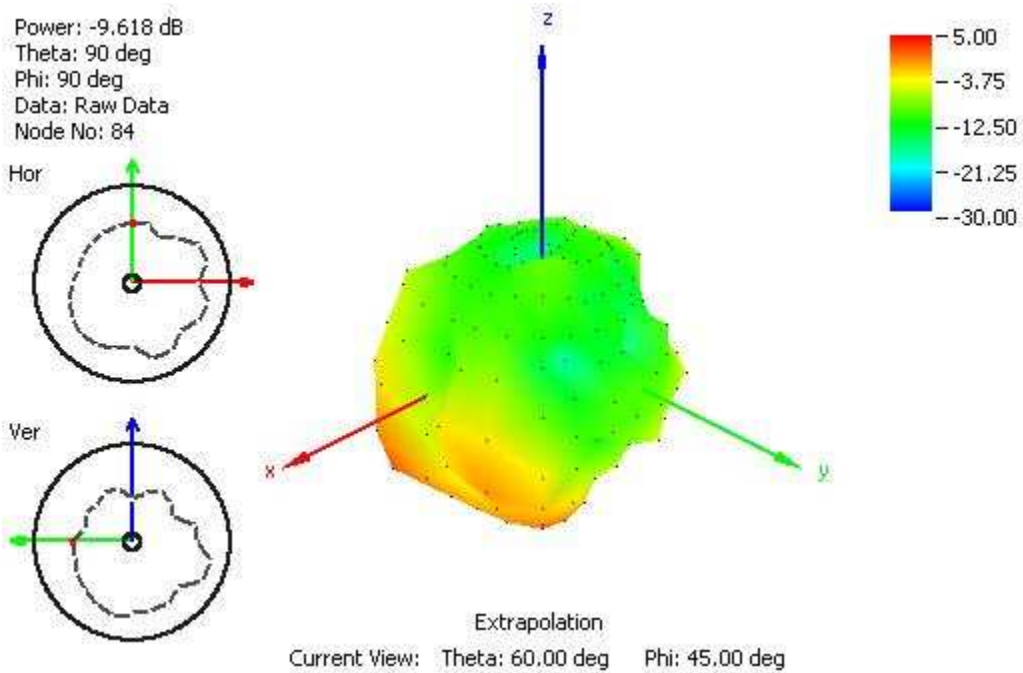 Power: -9.618 dB
Theta: 90 deg
Phi: 90 deg
Data: Raw Data
Node No: 84
Hor
Ver
z
x
y
5.00
-3.75
-12.50
-21.25
-30.00
Extrapolation
Current View: Theta: 60.00 deg Phi: 45.00 deg